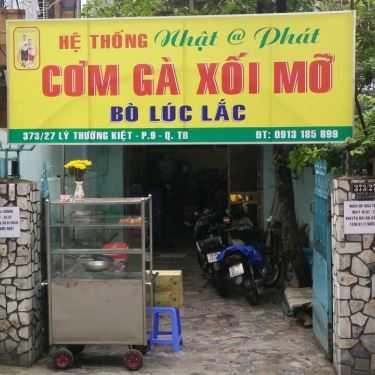 HỆ THỐNG Nhật @ Phát
CƠM GÀ XỐI MỠ
BÒ LÚC LẮC
373/27 LÝ THƯỜNG KIỆT - P.9 - Q. TB ĐT: 0913 185 899
373/27